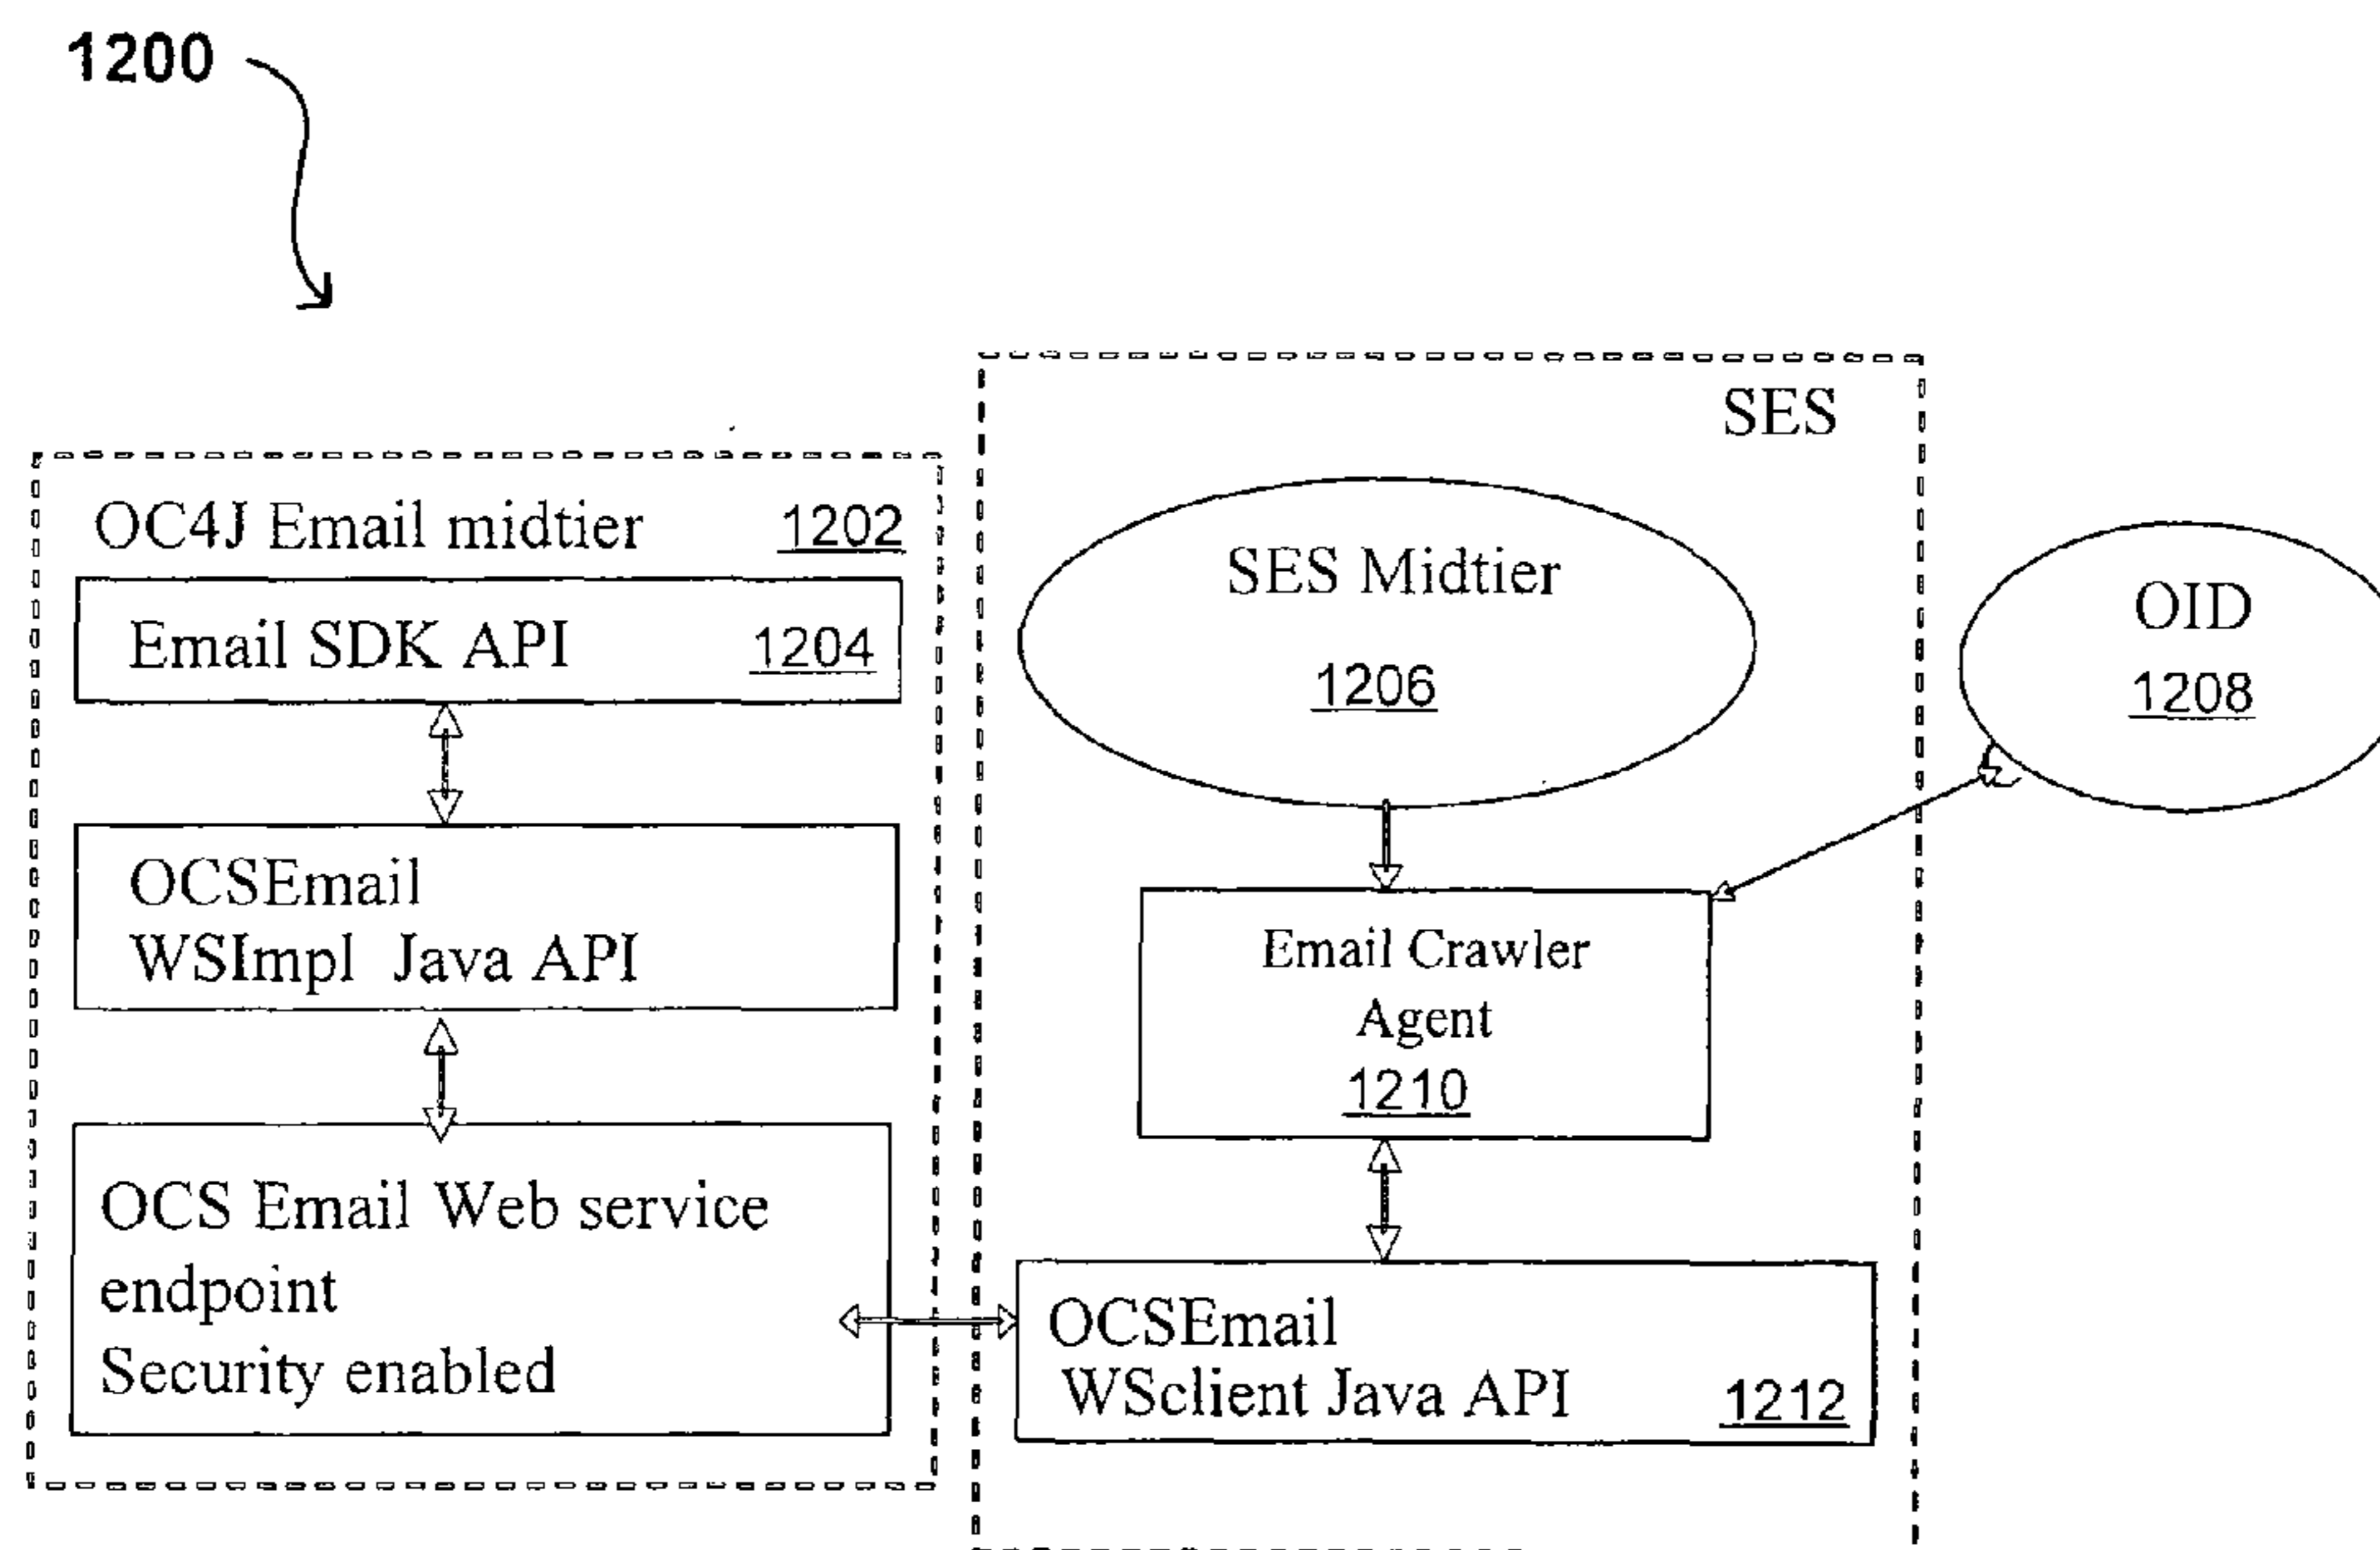 1200
OC4J Email midtier 1202
Email SDK API 1204
OCSEmail
WSImpl Java API
OCS Email Web service
endpoint
Security enabled
SES
SES Midtier
1206
Email Crawler
Agent
1210
OCSEmail
WSclient Java API 1212
OID
1208